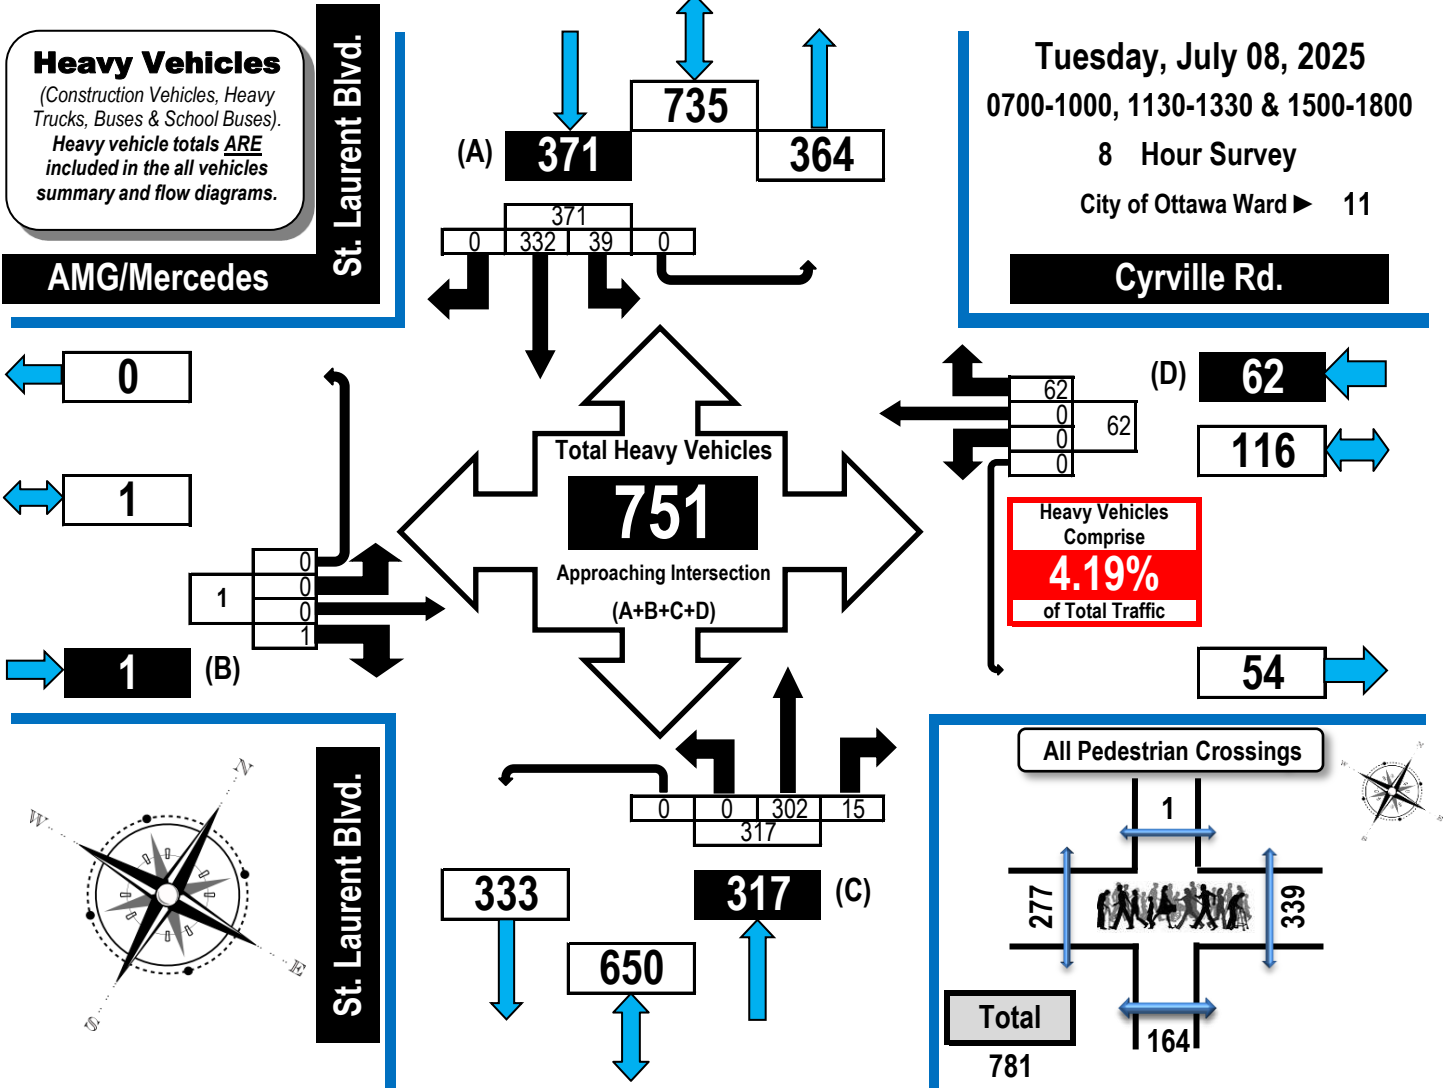 Heavy Vehicles
(Construction Vehicles, Heavy
Trucks, Buses & School Buses).
Heavy vehicle totals ARE
included in the all vehicles
summary and flow diagrams.
St. Laurent Blvd.
AMG/Mercedes
735
(A) 371 364
371
0 332 39 0
Tuesday, July 08, 2025
0700-1000, 1130-1330 & 1500-1800
8 Hour Survey
City of Ottawa Ward ► 11
Cyrville Rd.
0
1
0
0
1
0
1
1 (B)
Total Heavy Vehicles
751
Approaching Intersection
(A+B+C+D)
(D) 62
62
0
62
0
0
116
Heavy Vehicles
Comprise
4.19%
of Total Traffic
54
N
W
E
S
St. Laurent Blvd.
0 0 302 15
317
333 317 (C)
650
All Pedestrian Crossings
1
277
339
164
Total
781